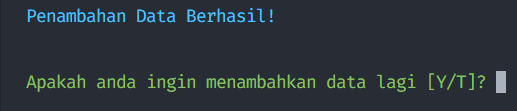 Penambahan Data Berhasil!
Apakah anda ingin menambahkan data lagi [Y/T]?